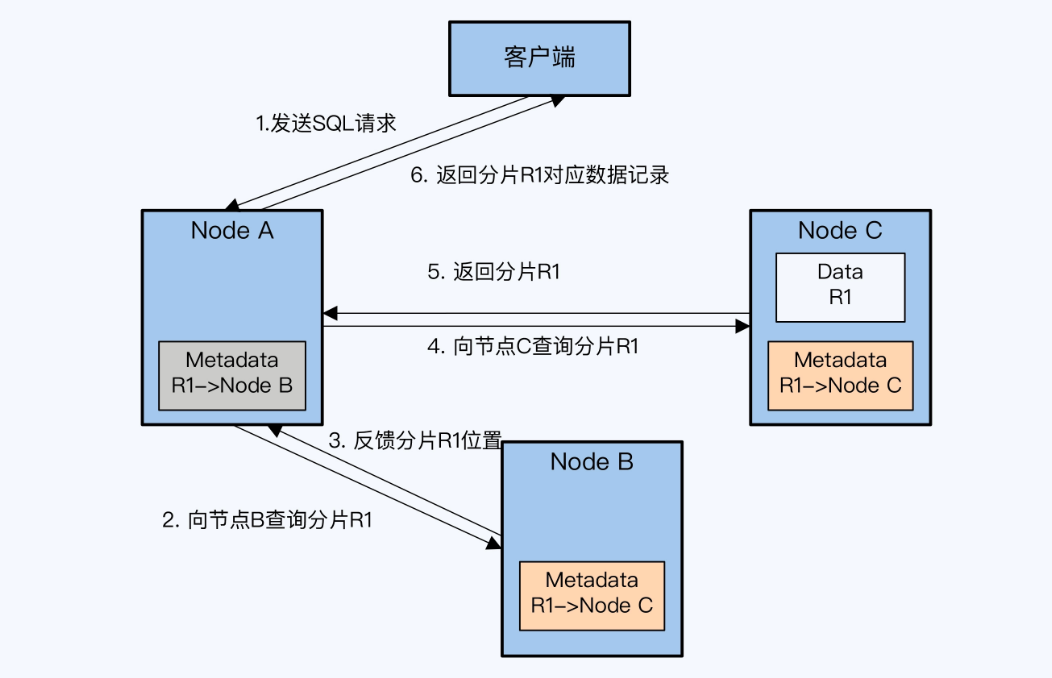 客户端
1.发送SQL请求
6. 返回分片R1对应数据记录
Node A
Metadata
R1->Node B
5. 返回分片R1
4. 向节点C查询分片R1
Node C
Data
R1
Metadata
R1->Node C
3. 反馈分片R1位置
2. 向节点B查询分片R1
Node B
Metadata
R1->Node C